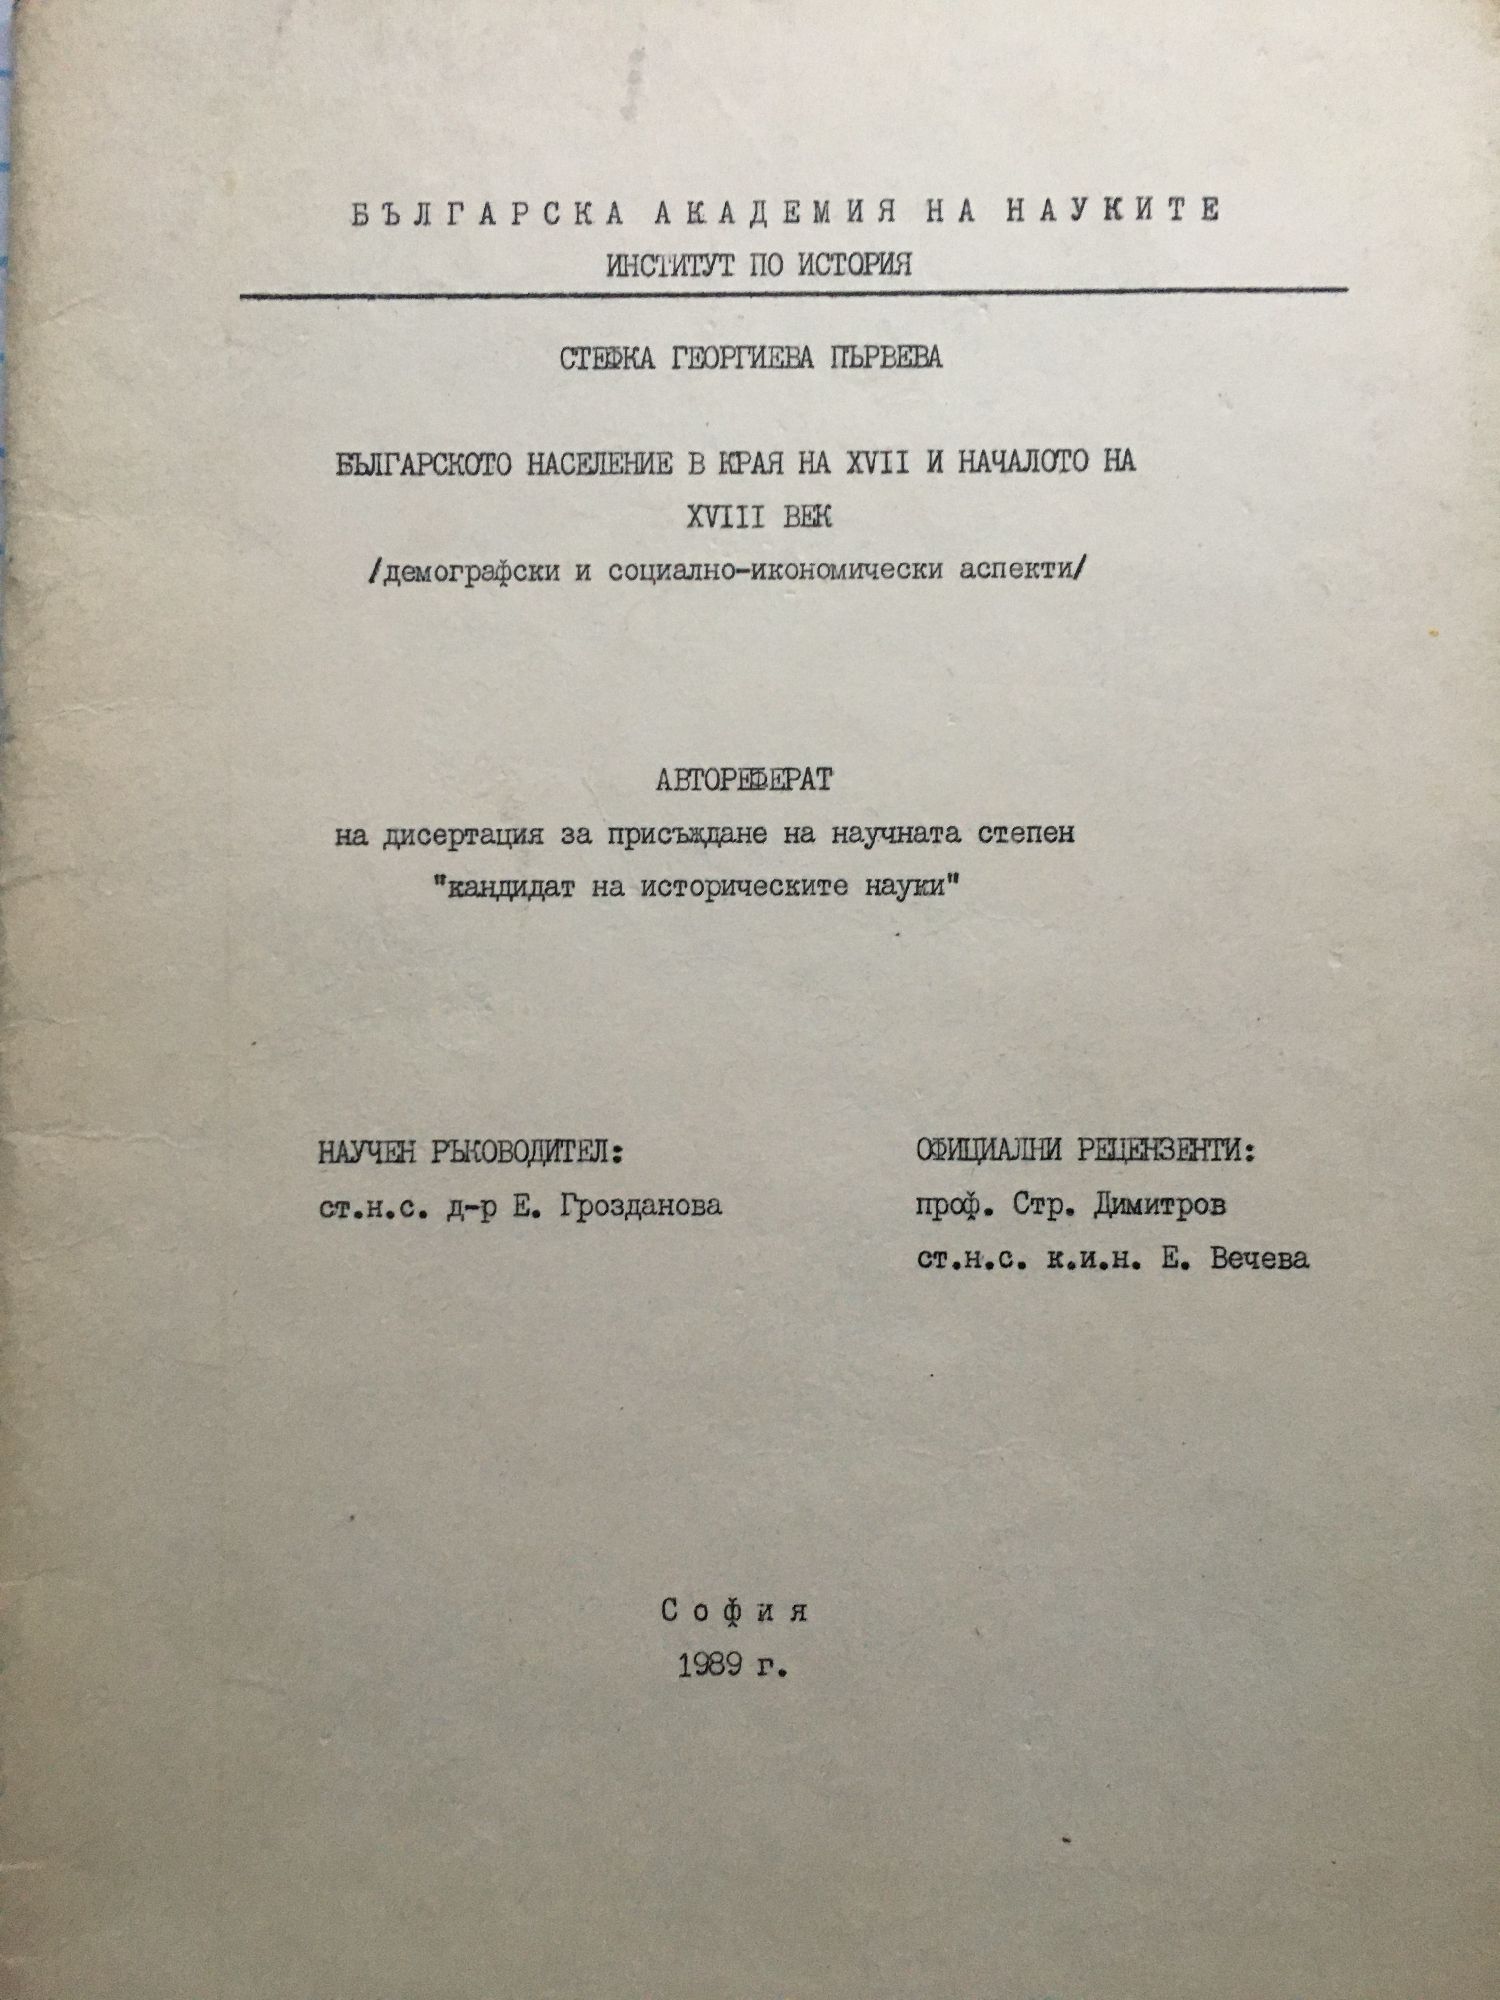 БЪЛГАРСКА АКАДЕМИЯ НА НАУКИТЕ
ИНСТИТУТ ПО ИСТОРИЯ
СТЕФКА ГЕОРГИЕВА ПЪРВЕВА
БЪЛГАРСКОТО НАСЕЛЕНИЕ В КРАЯ НА XVII И НАЧАЛОТО НА
XVIII ВЕК
/демографски и социално-икономически аспекти/
АВТОРЕФЕРАТ
на дисертация за присъждане на научната степен
"кандидат на историческите науки"
НАУЧЕН РЪКОВОДИТЕЛ:
ст.н.с. д-р Е. Грозданова
ОФИЦИАЛНИ РЕЦЕНЗЕНТИ:
проф. Стр. Димитров
ст.н.с. к.и.н. Е. Вечева
София
1989 г.